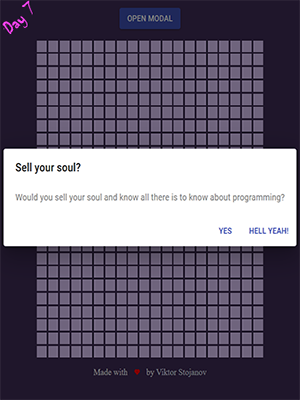 Day 7
OPEN MODAL
Sell your soul?
Would you sell your soul and know all there is to know about programming?
YES HELL YEAH!
Made with ♥ by Viktor Stojanov